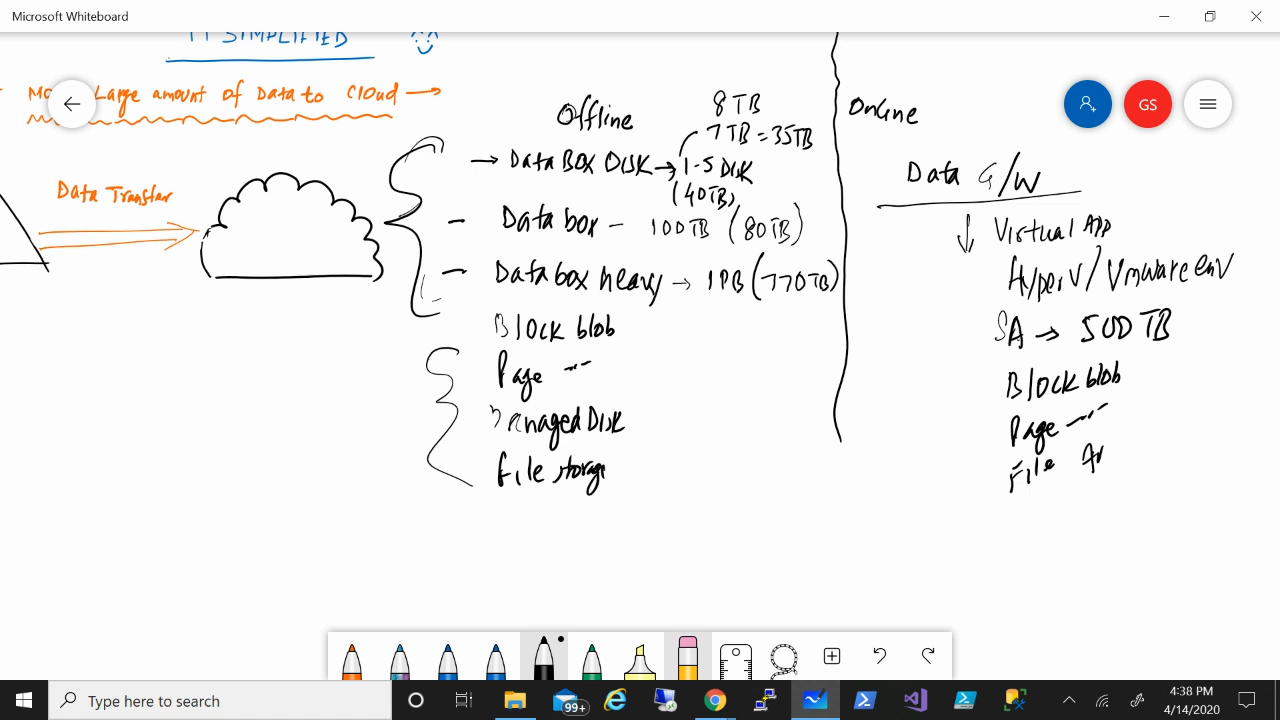 Microsoft Whiteboard
IT SIMPLIFIED
Large amount of Data to Cloud
Data Transfer
Offline
8 TB
7 TB = 35TB
Data Box Disk → 1-5 Disk
(40TB)
Data box - 100TB (80TB)
Data box heavy → 1PB (770TB)
Block blob
Page
Managed Disk
File storage
Online
Data G/W
Virtual App
HyperV/Vmware env
SA → 500 TB
Block blob
Page
File
GS
Type here to search
99+
4:38 PM
4/14/2020